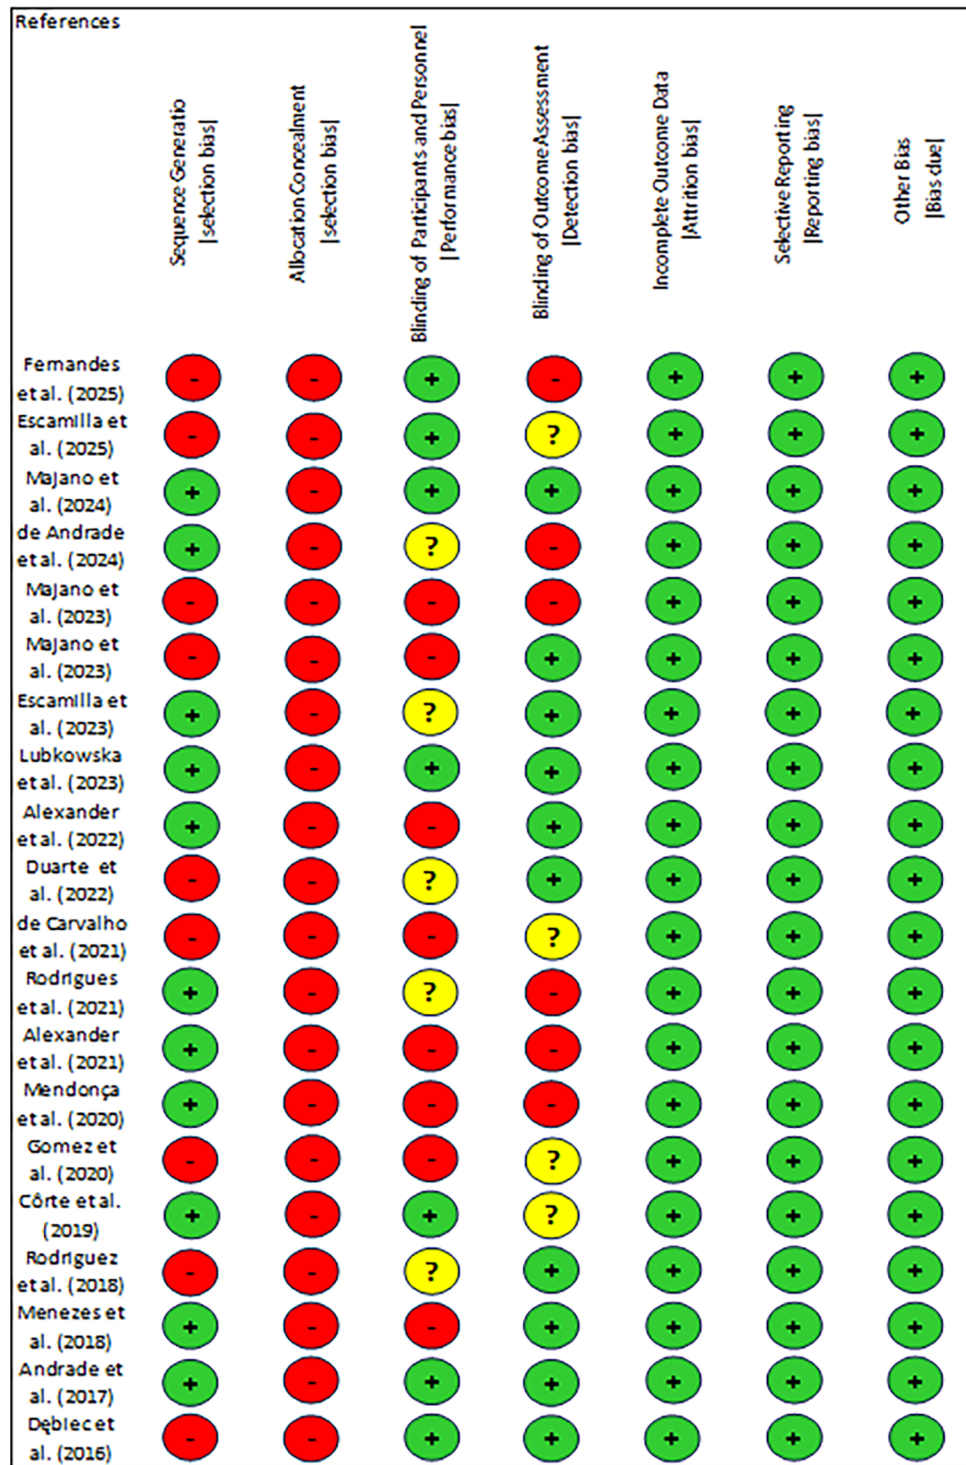 References
Sequence Generatio
|selection bias|
Allocation Concealment
|selection bias|
Blinding of Participants and Personnel
|Performance bias|
Blinding of Outcome Assessment
|Detection bias|
Incomplete Outcome Data
|Attrition bias|
Selective Reporting
|Reporting bias|
Other Bias
|Bias due|
Fernandes
et al. (2025)
- - + - + + +
Escamilla et
al. (2025)
- - + ? + + +
Majano et
al. (2024)
+ - + + + + +
de Andrade
et al. (2024)
+ - ? - + + +
Majano et
al. (2023)
- - - - + + +
Majano et
al. (2023)
- - - + + + +
Escamilla et
al. (2023)
+ - ? + + + +
Lubkowska
et al. (2023)
+ - + + + + +
Alexander
et al. (2022)
+ - - + + + +
Duarte et
al. (2022)
- - ? + + + +
de Carvalho
et al. (2021)
- - - ? + + +
Rodrigues
et al. (2021)
+ - ? - + + +
Alexander
et al. (2021)
+ - - - + + +
Mendonça
et al. (2020)
+ - - - + + +
Gomez et
al. (2020)
- - - ? + + +
Côrte et al.
(2019)
+ - + ? + + +
Rodriguez
et al. (2018)
- - ? + + + +
Menezes et
al. (2018)
+ - - + + + +
Andrade et
al. (2017)
+ - + + + + +
Dębiec et
al. (2016)
- - + + + + +